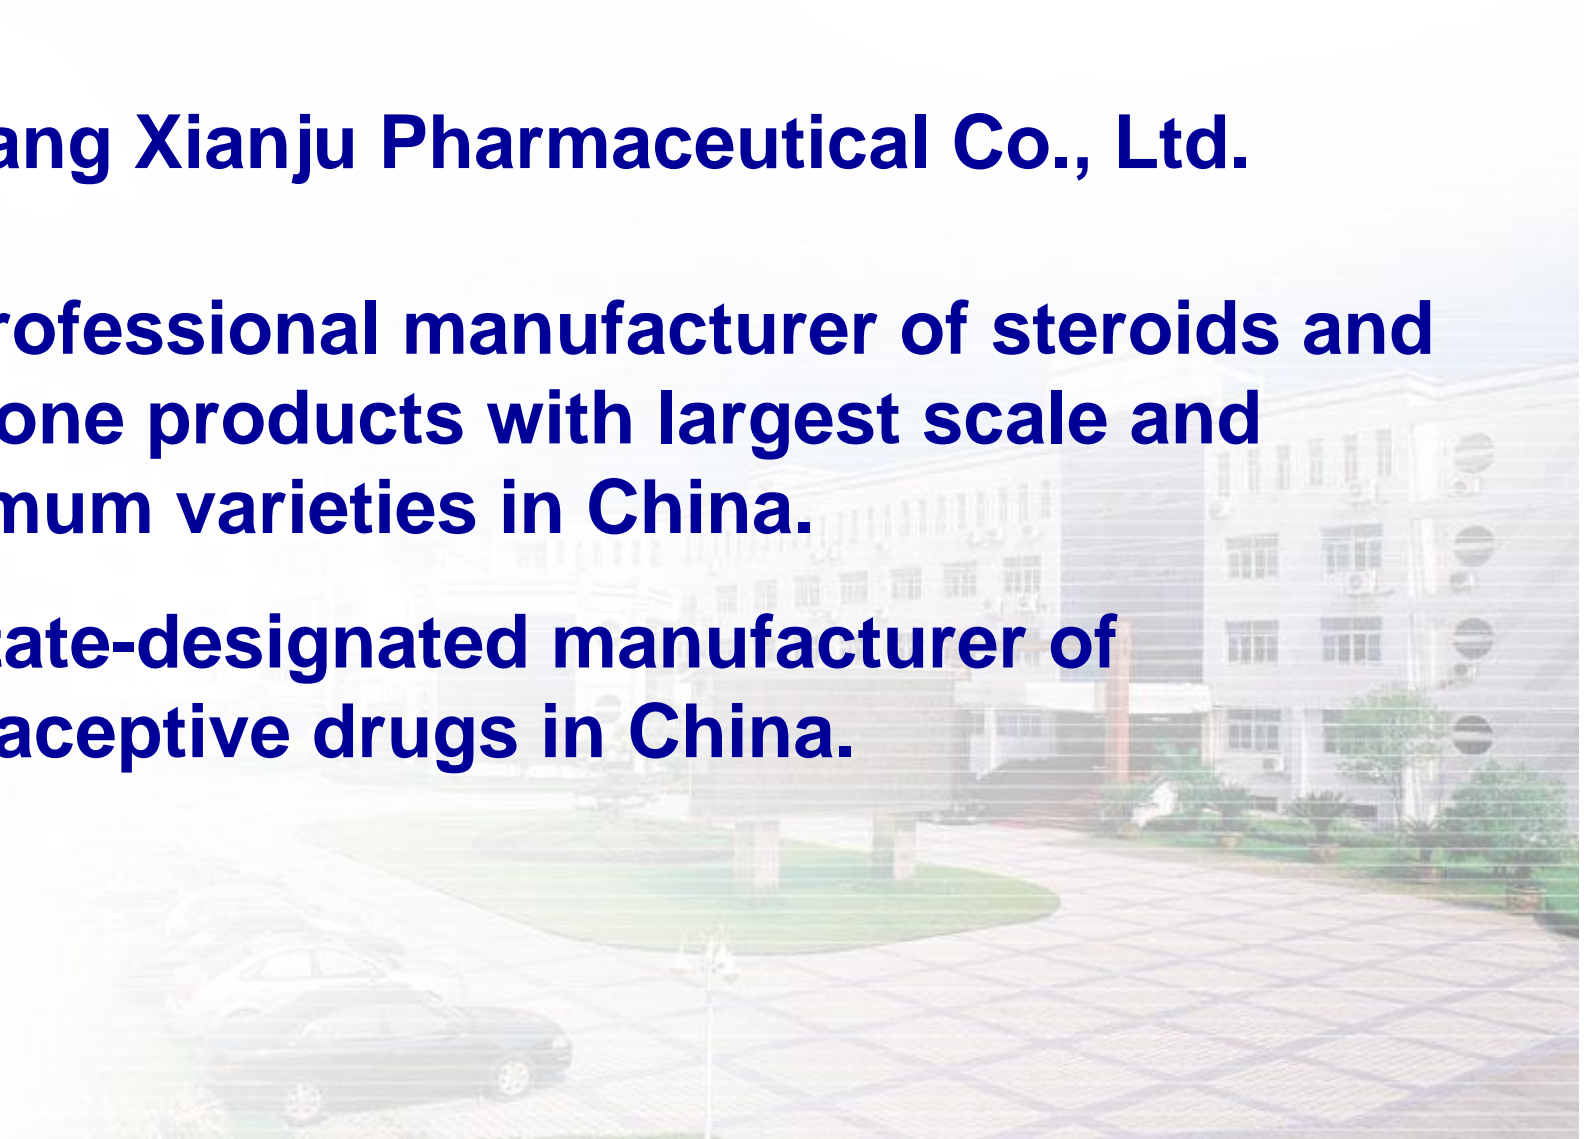 ang Xianju Pharmaceutical Co., Ltd.
rofessional manufacturer of steroids and
one products with largest scale and
mum varieties in China.
tate-designated manufacturer of
aceptive drugs in China.